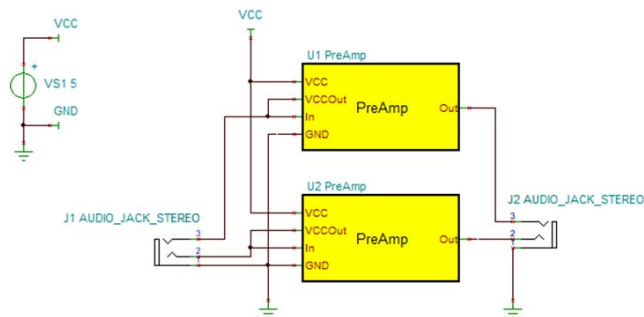 VCC
VCC
VS1 5
GND
U1 PreAmp
VCC
VCCOut
In
GND
PreAmp
Out
U2 PreAmp
VCC
VCCOut
In
GND
PreAmp
Out
J1 AUDIO_JACK_STEREO
3
2
J2 AUDIO_JACK_STEREO
3
2